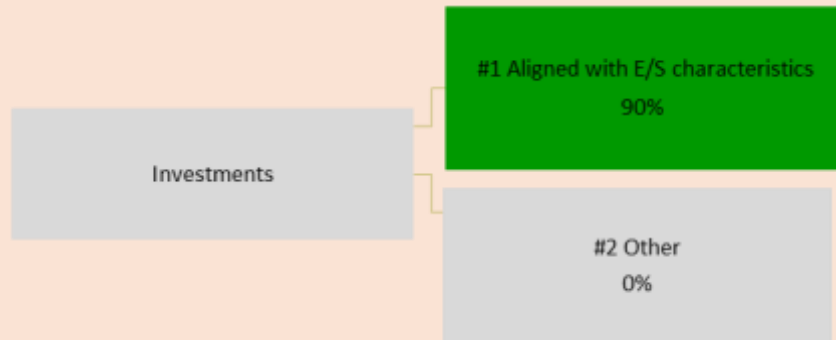 #1 Aligned with E/S characteristics
90%
Investments
#2 Other
0%